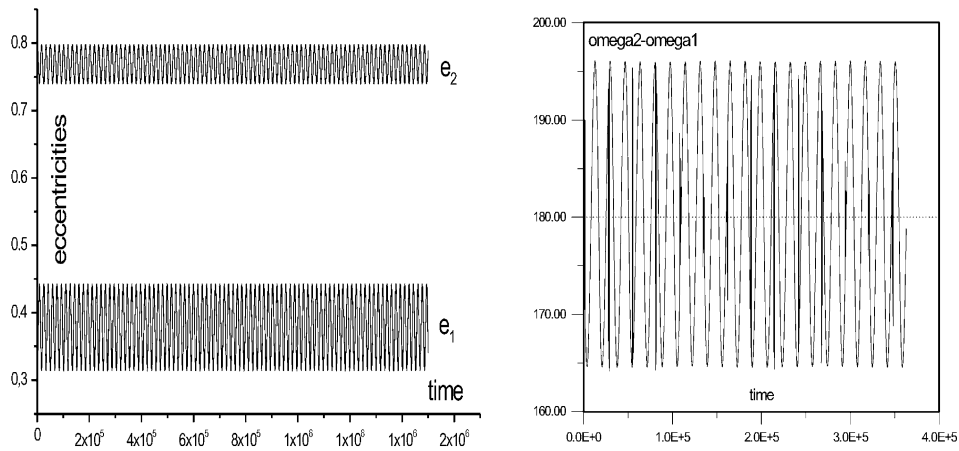 0.8
0.7
0.6
0.5
0.4
0,3
eccentricities
e2
e1
time
0
2x10^5
4x10^5
6x10^5
8x10^5
1x10^6
1x10^6
1x10^6
2x10^6
200.00
190.00
180.00
170.00
160.00
omega2-omega1
time
0.0E+0
1.0E+5
2.0E+5
3.0E+5
4.0E+5